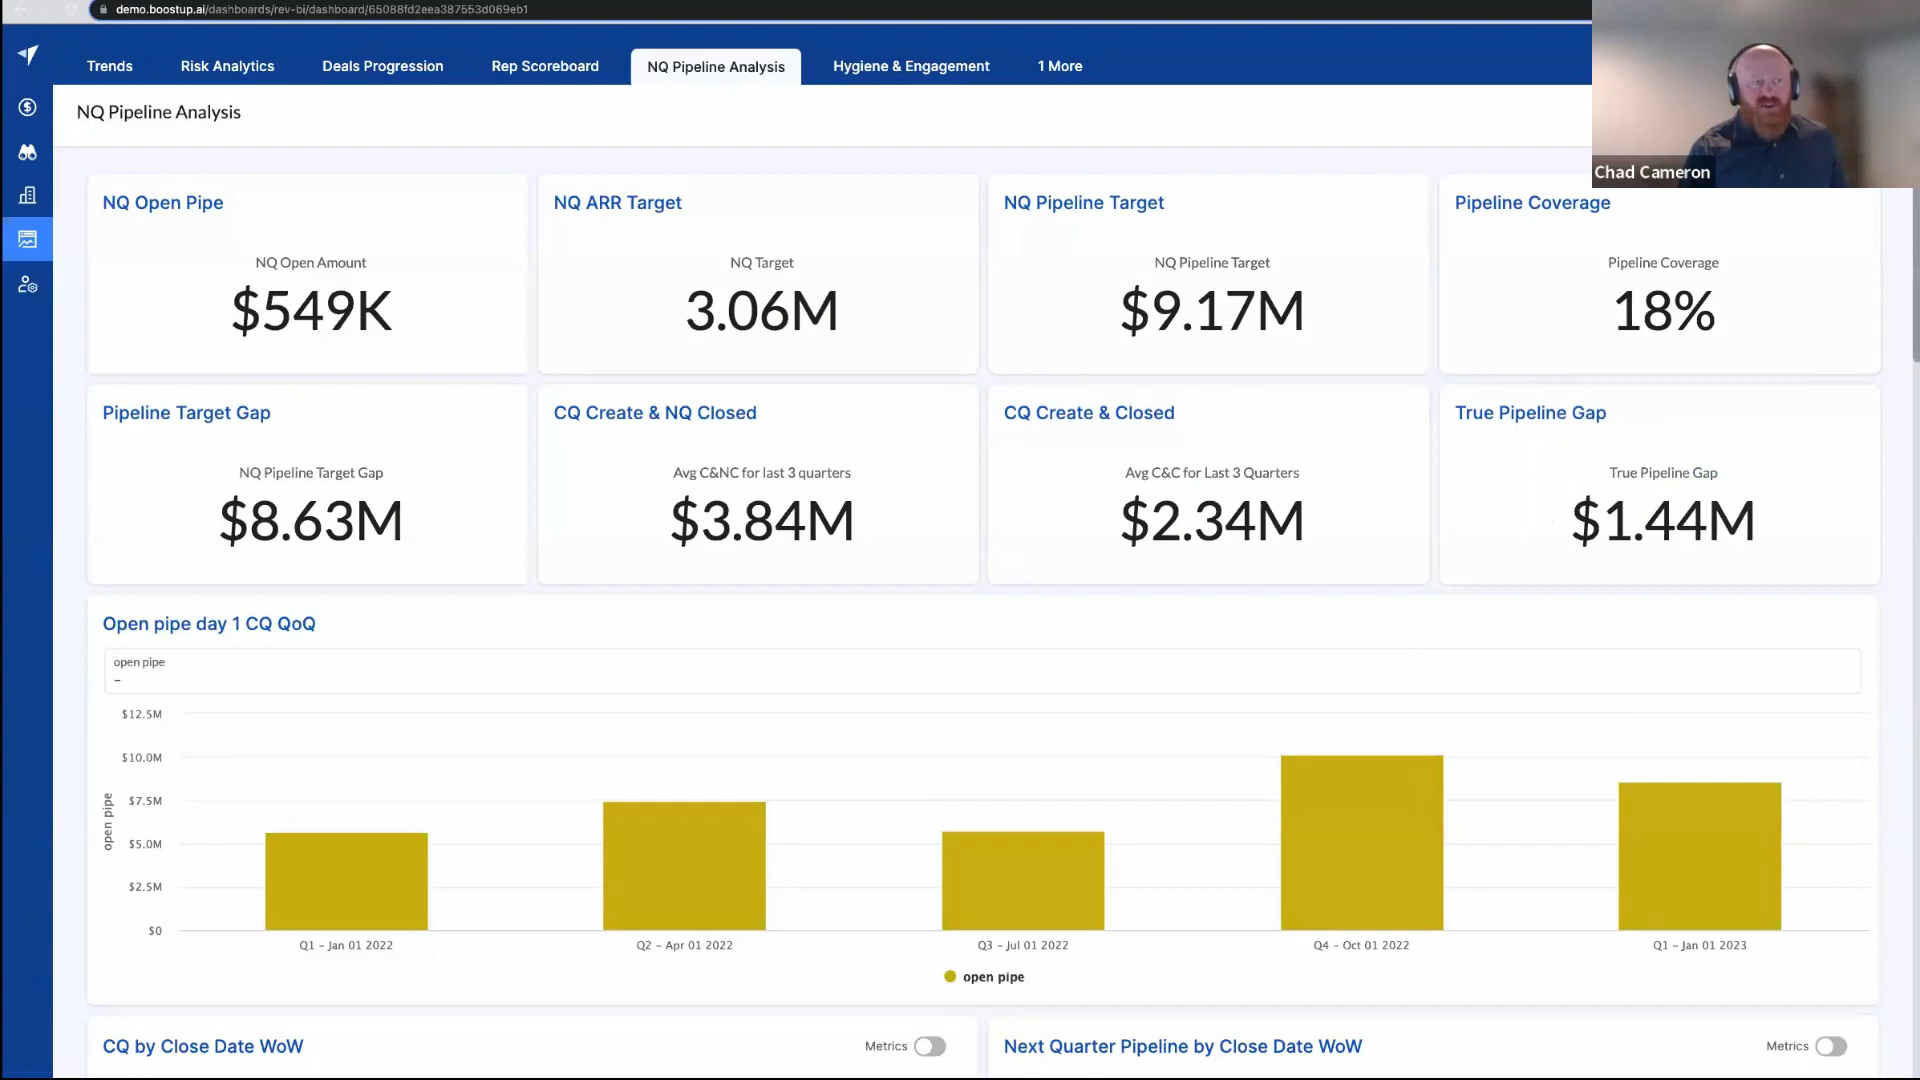 demo.boostup.ai/dashboards/rev-bi/dashboard/65088fd2eea387553d069eb1
Trends Risk Analytics Deals Progression Rep Scoreboard NQ Pipeline Analysis Hygiene & Engagement 1 More
Chad Cameron
NQ Pipeline Analysis
NQ Open Pipe
NQ Open Amount
$549K
NQ ARR Target
NQ Target
3.06M
NQ Pipeline Target
NQ Pipeline Target
$9.17M
Pipeline Coverage
Pipeline Coverage
18%
Pipeline Target Gap
NQ Pipeline Target Gap
$8.63M
CQ Create & NQ Closed
Avg C&NC for last 3 quarters
$3.84M
CQ Create & Closed
Avg C&C for Last 3 Quarters
$2.34M
True Pipeline Gap
True Pipeline Gap
$1.44M
Open pipe day 1 CQ QoQ
open pipe
–
open pipe
$12.5M
$10.0M
$7.5M
$5.0M
$2.5M
$0
Q1 – Jan 01 2022 Q2 – Apr 01 2022 Q3 – Jul 01 2022 Q4 – Oct 01 2022 Q1 – Jan 01 2023
open pipe
CQ by Close Date WoW Metrics
Next Quarter Pipeline by Close Date WoW Metrics